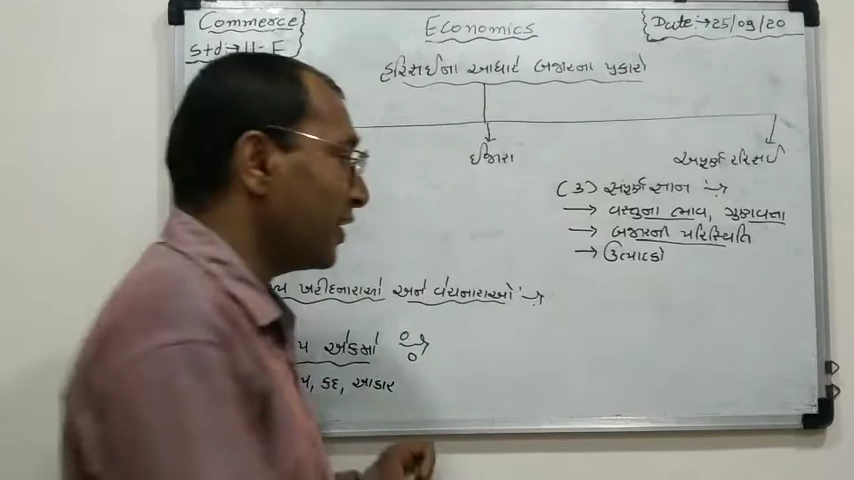 Commerce
Std:→ 11-F
Economics
Date:→25/09/20
હરિફાઈના આધારે બજારના પ્રકારો
ઈજારા
અપૂર્ણ હરિફાઈ
(3) સંપૂર્ણ જ્ઞાન :→
→ વસ્તુના ભાવ, ગુણવત્તા
→ બજારની પરિસ્થિતિ
→ ઉત્પાદકો
ખરીદનારાઓ અને વેચનારાઓ :→
એકમો
, કદ, આકાર